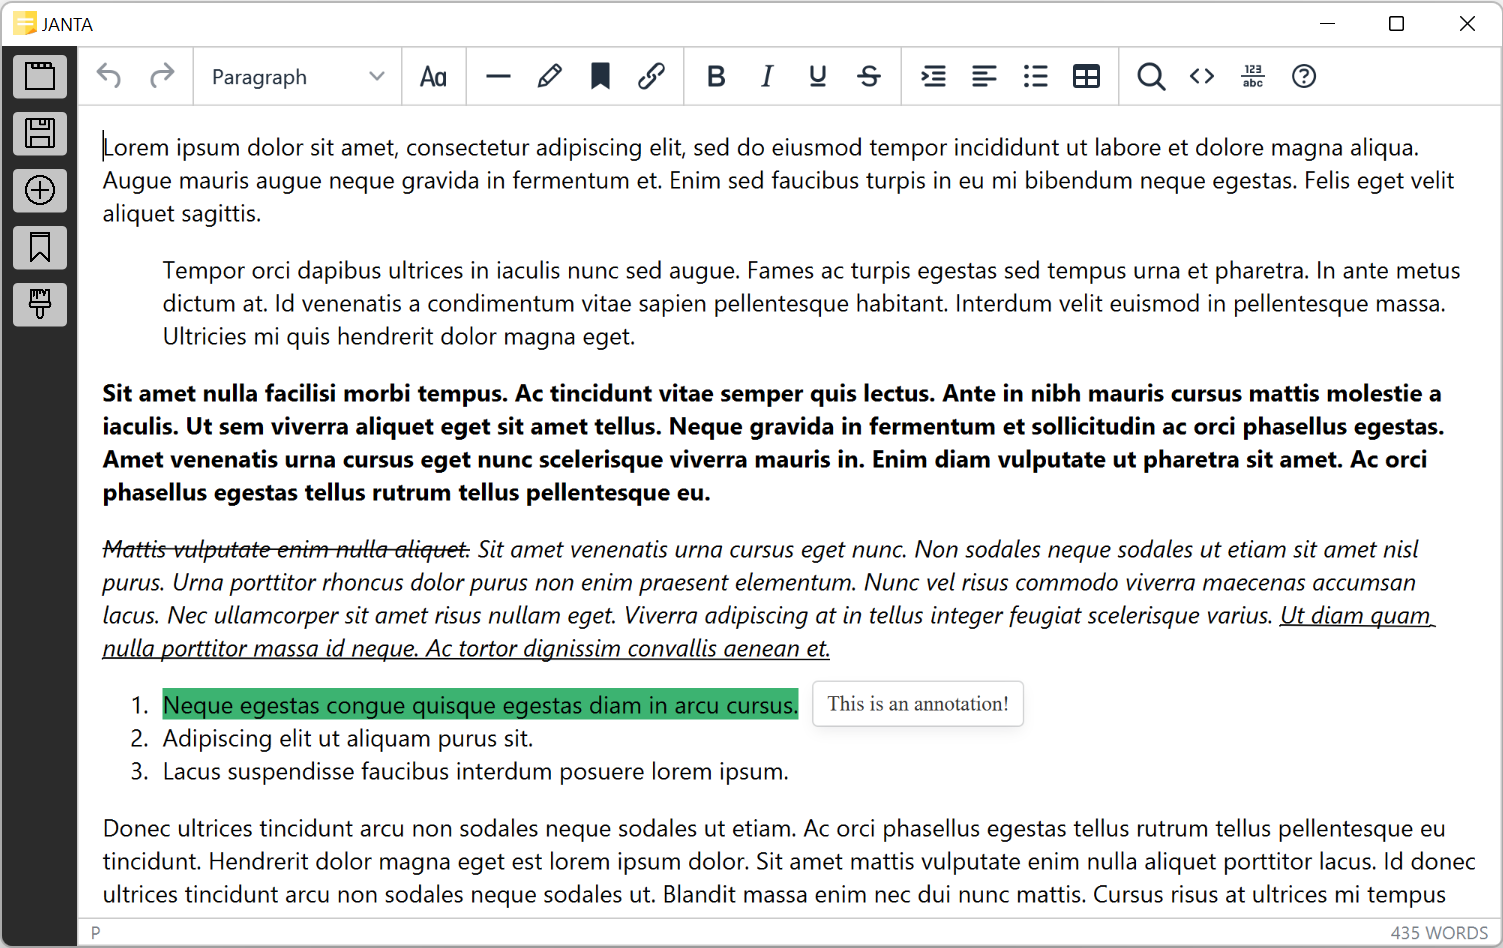 JANTA
Paragraph
Aa
B I U S
123
abc
Lorem ipsum dolor sit amet, consectetur adipiscing elit, sed do eiusmod tempor incididunt ut labore et dolore magna aliqua.
Augue mauris augue neque gravida in fermentum et. Enim sed faucibus turpis in eu mi bibendum neque egestas. Felis eget velit
aliquet sagittis.
Tempor orci dapibus ultrices in iaculis nunc sed augue. Fames ac turpis egestas sed tempus urna et pharetra. In ante metus
dictum at. Id venenatis a condimentum vitae sapien pellentesque habitant. Interdum velit euismod in pellentesque massa.
Ultricies mi quis hendrerit dolor magna eget.
Sit amet nulla facilisi morbi tempus. Ac tincidunt vitae semper quis lectus. Ante in nibh mauris cursus mattis molestie a
iaculis. Ut sem viverra aliquet eget sit amet tellus. Neque gravida in fermentum et sollicitudin ac orci phasellus egestas.
Amet venenatis urna cursus eget nunc scelerisque viverra mauris in. Enim diam vulputate ut pharetra sit amet. Ac orci
phasellus egestas tellus rutrum tellus pellentesque eu.
Mattis vulputate enim nulla aliquet. Sit amet venenatis urna cursus eget nunc. Non sodales neque sodales ut etiam sit amet nisl
purus. Urna porttitor rhoncus dolor purus non enim praesent elementum. Nunc vel risus commodo viverra maecenas accumsan
lacus. Nec ullamcorper sit amet risus nullam eget. Viverra adipiscing at in tellus integer feugiat scelerisque varius. Ut diam quam
nulla porttitor massa id neque. Ac tortor dignissim convallis aenean et.
1. Neque egestas congue quisque egestas diam in arcu cursus. This is an annotation!
2. Adipiscing elit ut aliquam purus sit.
3. Lacus suspendisse faucibus interdum posuere lorem ipsum.
Donec ultrices tincidunt arcu non sodales neque sodales ut etiam. Ac orci phasellus egestas tellus rutrum tellus pellentesque eu
tincidunt. Hendrerit dolor magna eget est lorem ipsum dolor. Sit amet mattis vulputate enim nulla aliquet porttitor lacus. Id donec
ultrices tincidunt arcu non sodales neque sodales ut. Blandit massa enim nec dui nunc mattis. Cursus risus at ultrices mi tempus
P
435 WORDS